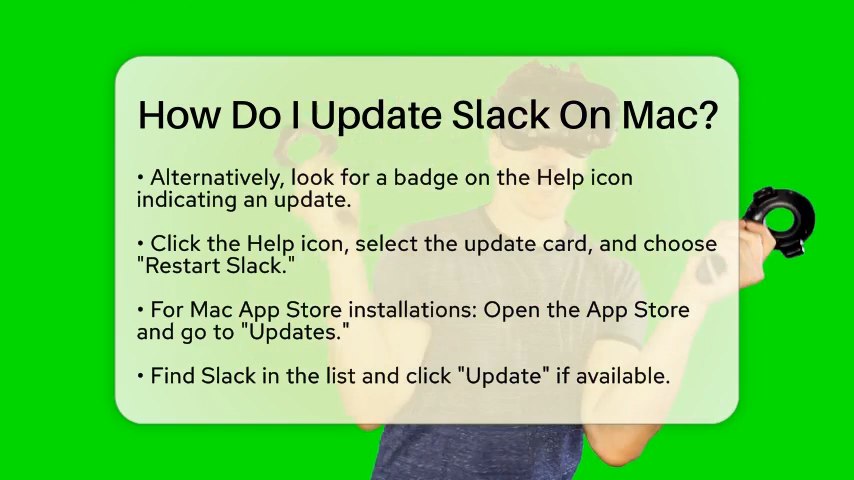 How Do I Update Slack On Mac?
• Alternatively, look for a badge on the Help icon
indicating an update.
• Click the Help icon, select the update card, and choose
"Restart Slack."
• For Mac App Store installations: Open the App Store
and go to "Updates."
• Find Slack in the list and click "Update" if available.